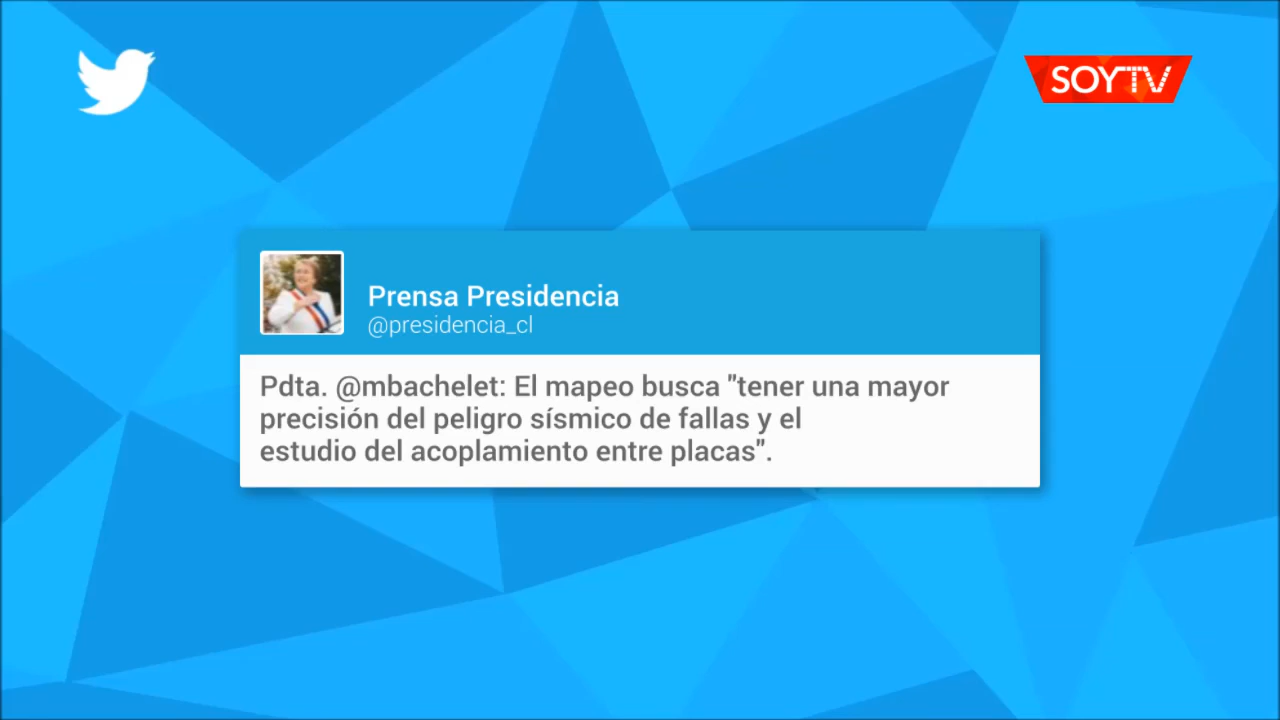 SOYTV
Prensa Presidencia
@presidencia_cl
Pdta. @mbachelet: El mapeo busca "tener una mayor
precisión del peligro sísmico de fallas y el
estudio del acoplamiento entre placas".